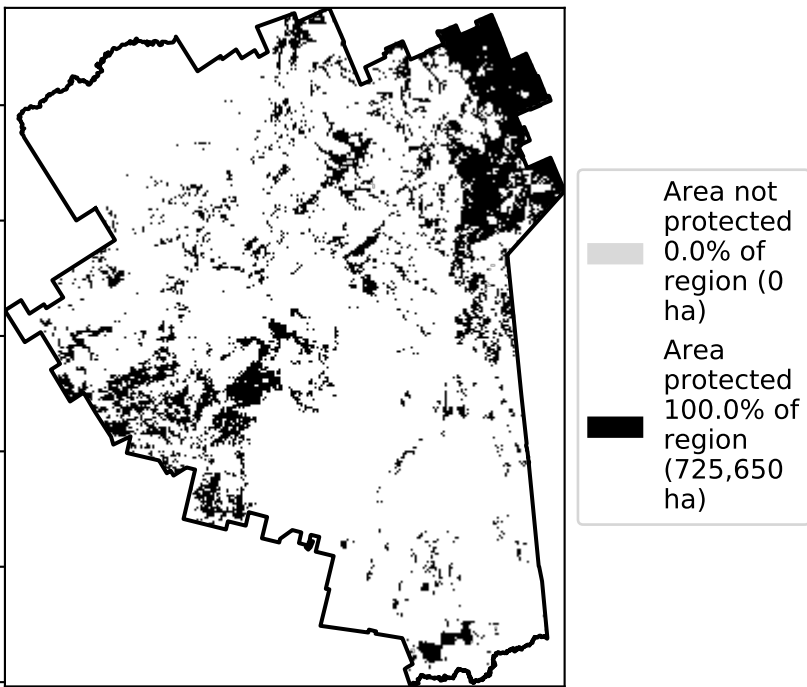 Area not
protected
0.0% of
region (0
ha)
Area
protected
100.0% of
region
(725,650
ha)